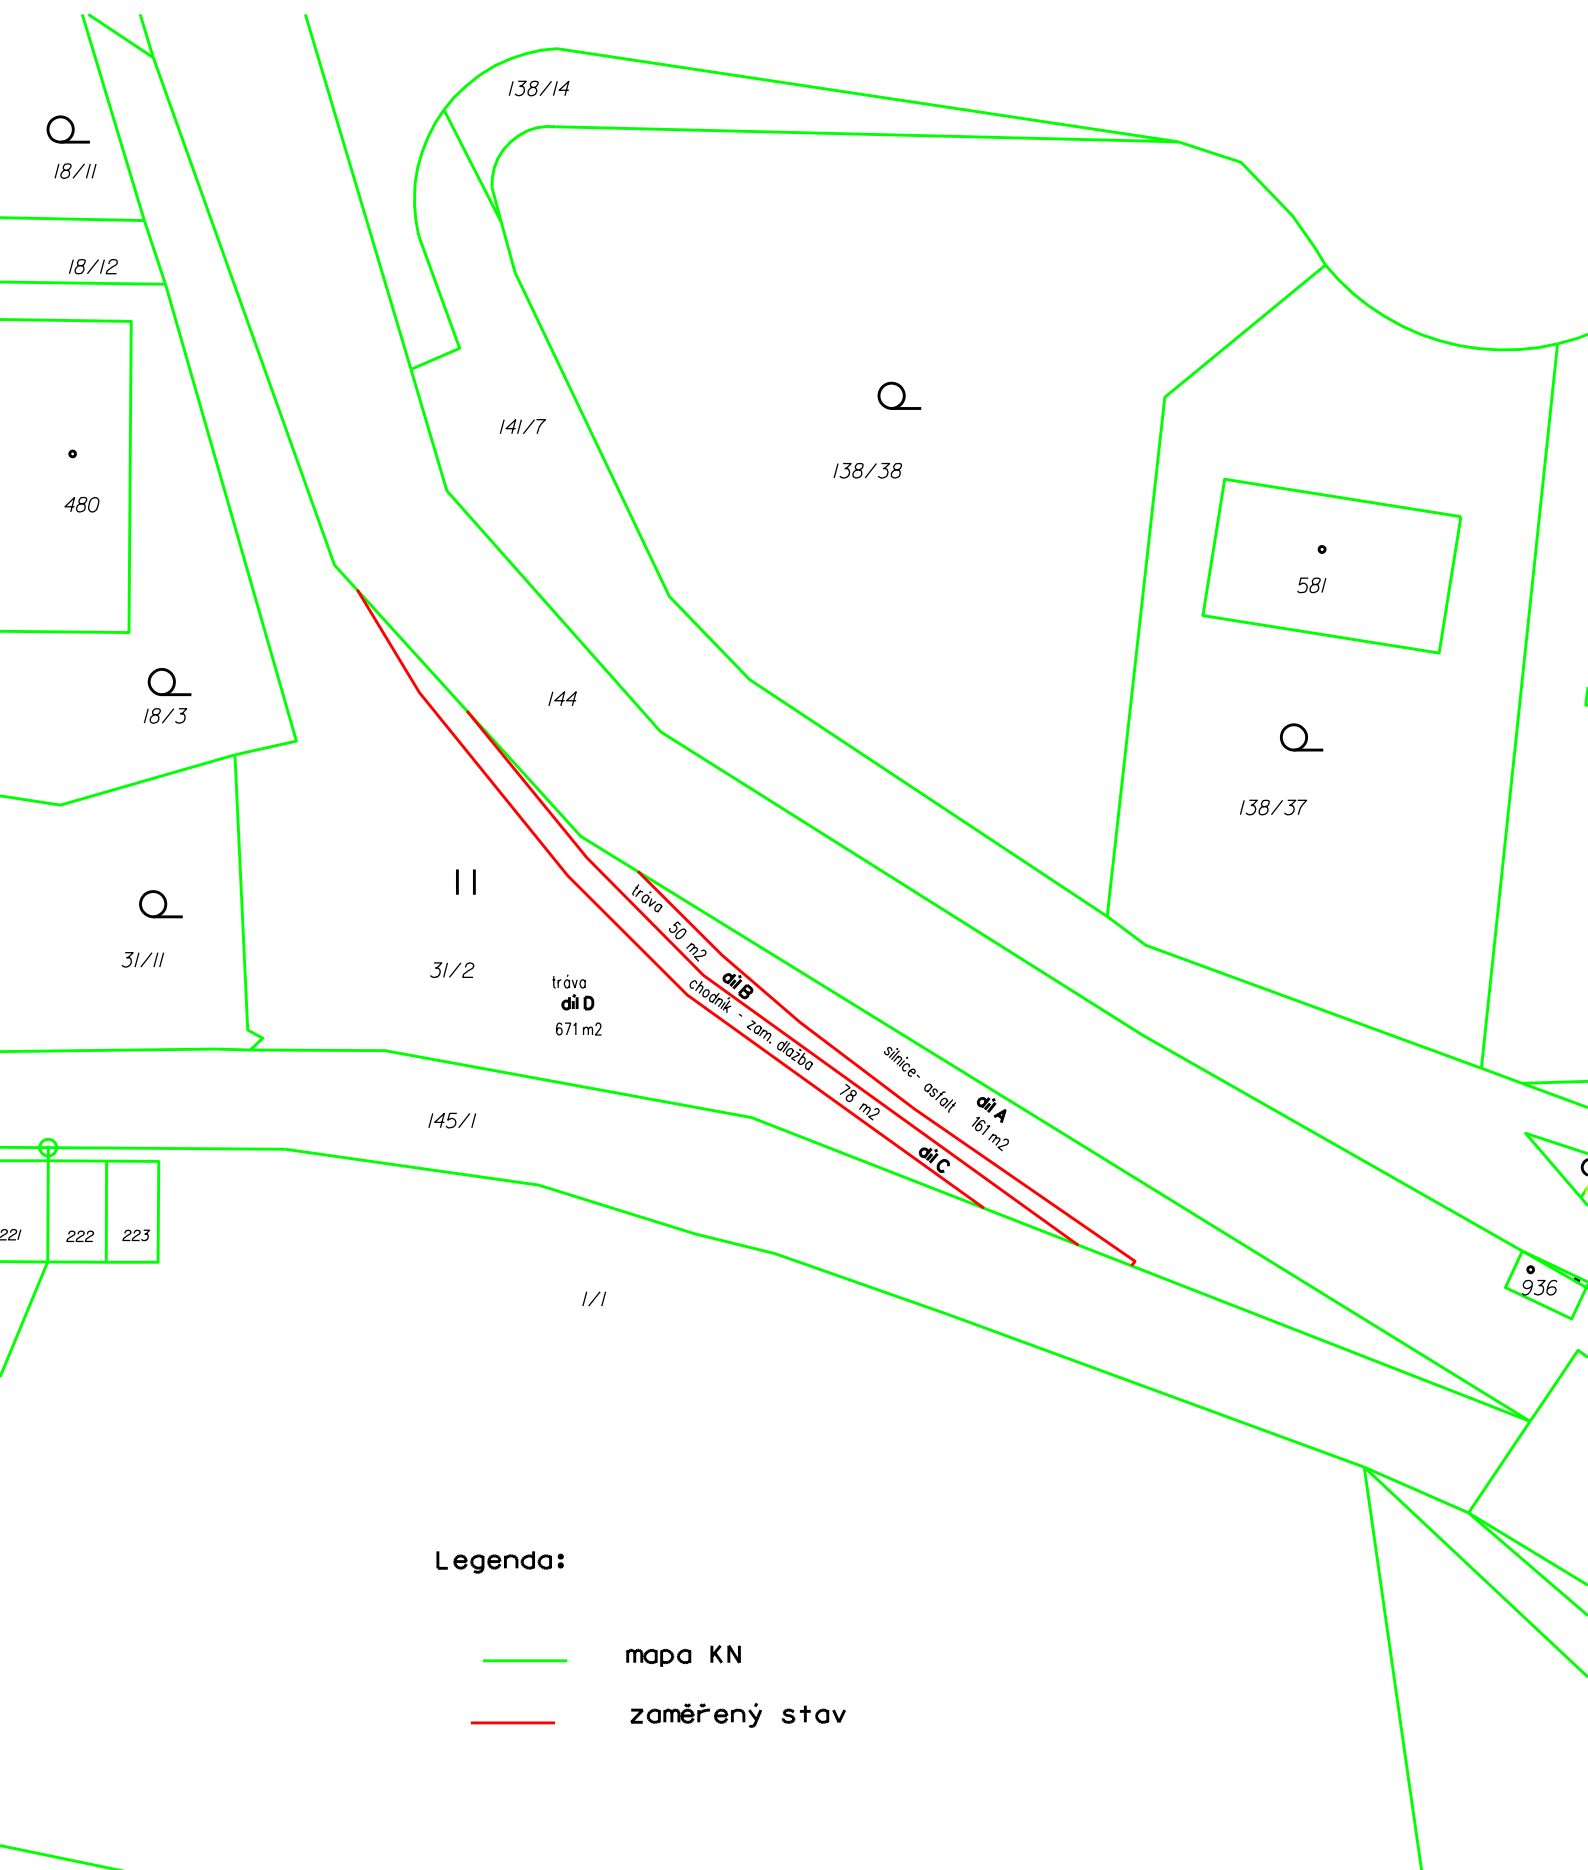 138/14
18/11
18/12
141/7
138/38
480
581
144
18/3
138/37
31/11
31/2
tráva 50 m2
díl B
tráva
díl D
671 m2
chodník - zam. dlažba 78 m2
díl C
silnice- asfalt
díl A
161 m2
145/1
221
222
223
936
1/1
Legenda:
mapa KN
zaměřený stav